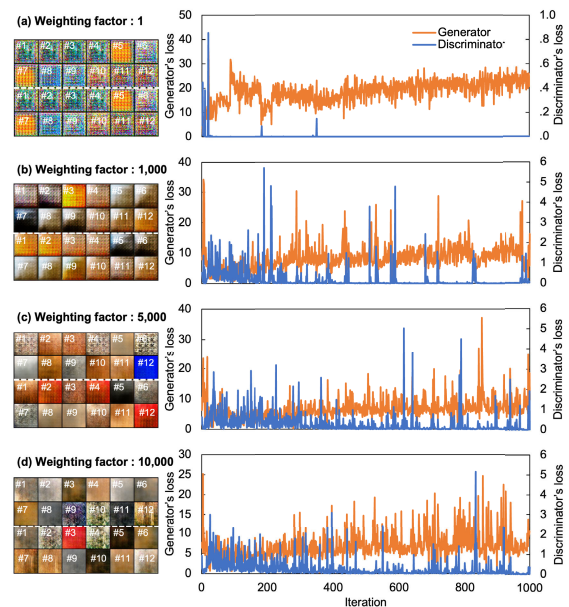 (a) Weighting factor : 1
#1 #2 #3 #4 #5 #6
#7 #8 #9 #10 #11 #12
#1 #2 #3 #4 #5 #6
#7 #8 #9 #10 #11 #12
Generator's loss
50
40
30
20
10
0
Generator
Discriminator
1.0
.8
.6
.4
.2
.0
Discriminator's loss
(b) Weighting factor : 1,000
#1 #2 #3 #4 #5 #6
#7 #8 #9 #10 #11 #12
#1 #2 #3 #4 #5 #6
#7 #8 #9 #10 #11 #12
Generator's loss
40
30
20
10
0
6
5
4
3
2
1
0
Discriminator's loss
(c) Weighting factor : 5,000
#1 #2 #3 #4 #5 #6
#7 #8 #9 #10 #11 #12
#1 #2 #3 #4 #5 #6
#7 #8 #9 #10 #11 #12
Generator's loss
40
30
20
10
0
6
5
4
3
2
1
0
Discriminator's loss
(d) Weighting factor : 10,000
#1 #2 #3 #4 #5 #6
#7 #8 #9 #10 #11 #12
#1 #2 #3 #4 #5 #6
#7 #8 #9 #10 #11 #12
Generator's loss
30
25
20
15
10
5
0
6
5
4
3
2
1
0
Discriminator's loss
0 200 400 600 800 1000
Iteration